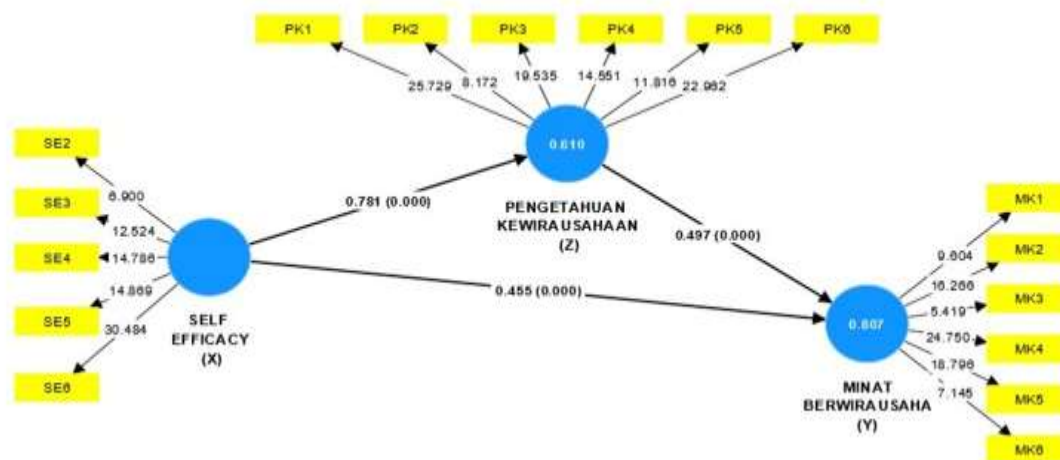 PK1 PK2 PK3 PK4 PK5 PK6
25.729 8.172 19.535 14.551 11.816 22.962
0.610
PENGETAHUAN
KEWIRAUSAHAAN
(Z)
SE2
SE3
SE4
SE5
SE6
6.900
12.524
14.786
14.869
30.484
SELF
EFFICACY
(X)
0.781 (0.000)
0.497 (0.000)
0.455 (0.000)
MK1
MK2
MK3
MK4
MK5
MK6
9.604
16.266
5.419
24.750
18.796
7.145
0.807
MINAT
BERWIRAUSAHA
(Y)